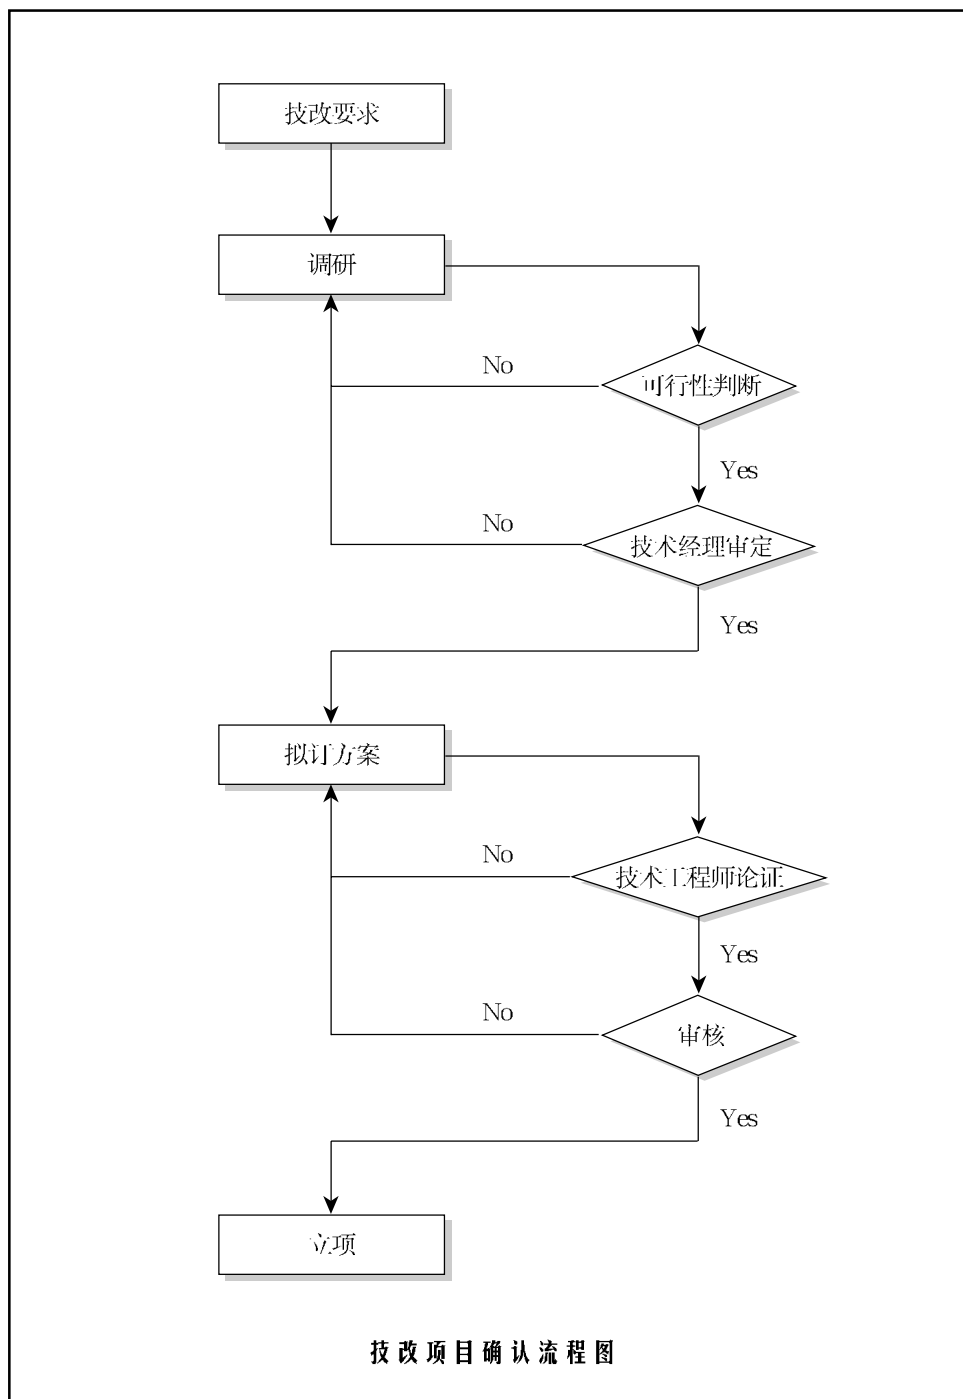 技改要求
调研
No
可行性判断
Yes
No
技术经理审定
Yes
拟订方案
No
技术工程师论证
Yes
No
审核
Yes
立项
技改项目确认流程图